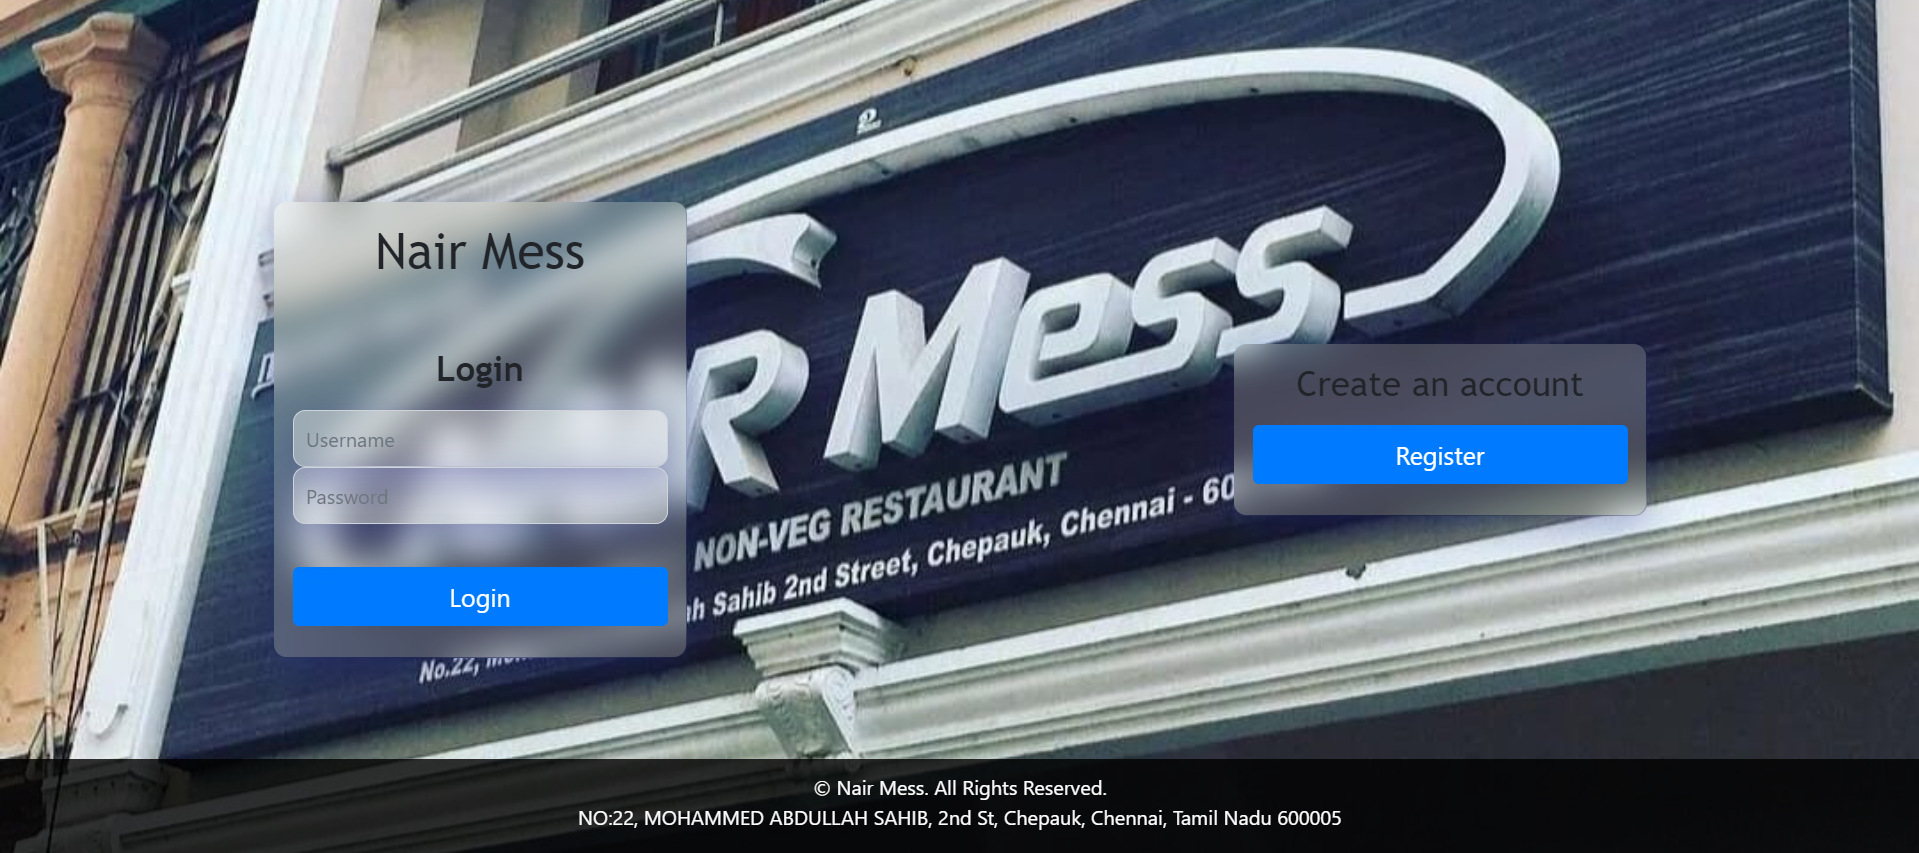 Nair Mess
Login
Username
Password
Login
R Mess
NON-VEG RESTAURANT
Sahib 2nd Street, Chepauk, Chennai - 60
No.22,
Create an account
Register
© Nair Mess. All Rights Reserved.
NO:22, MOHAMMED ABDULLAH SAHIB, 2nd St, Chepauk, Chennai, Tamil Nadu 600005